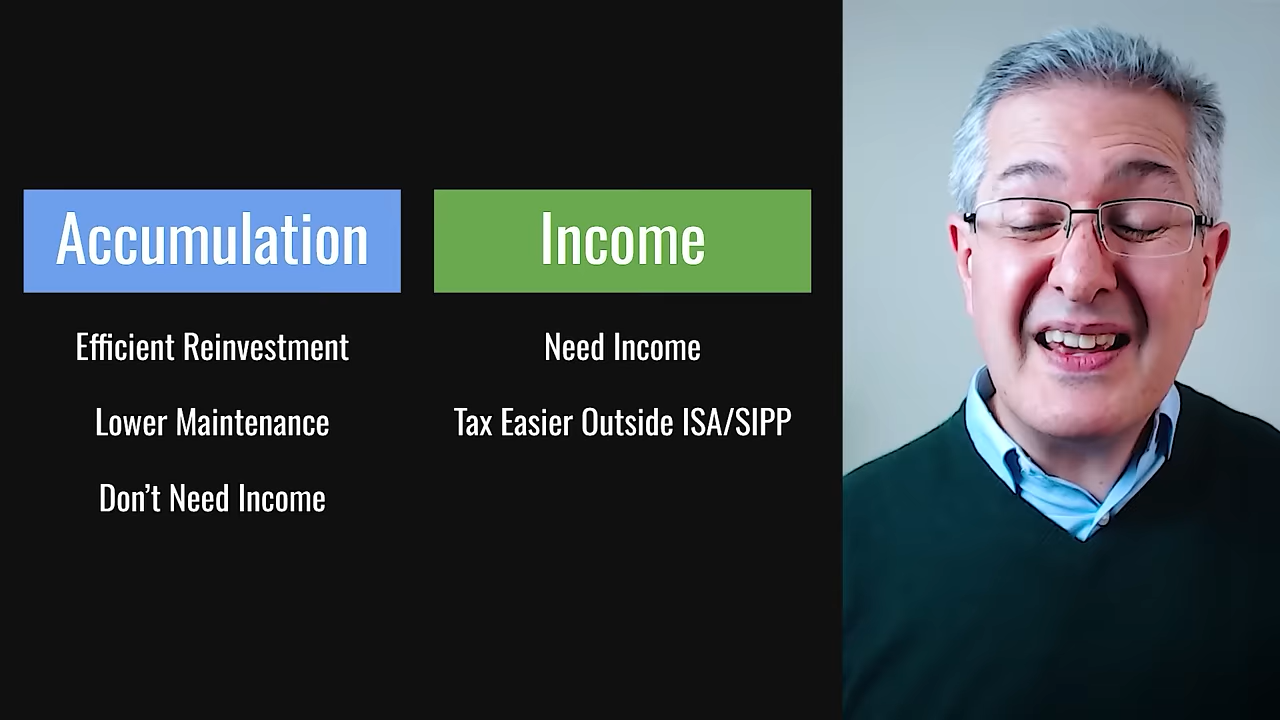 Accumulation
Income
Efficient Reinvestment
Need Income
Lower Maintenance
Tax Easier Outside ISA/SIPP
Don’t Need Income